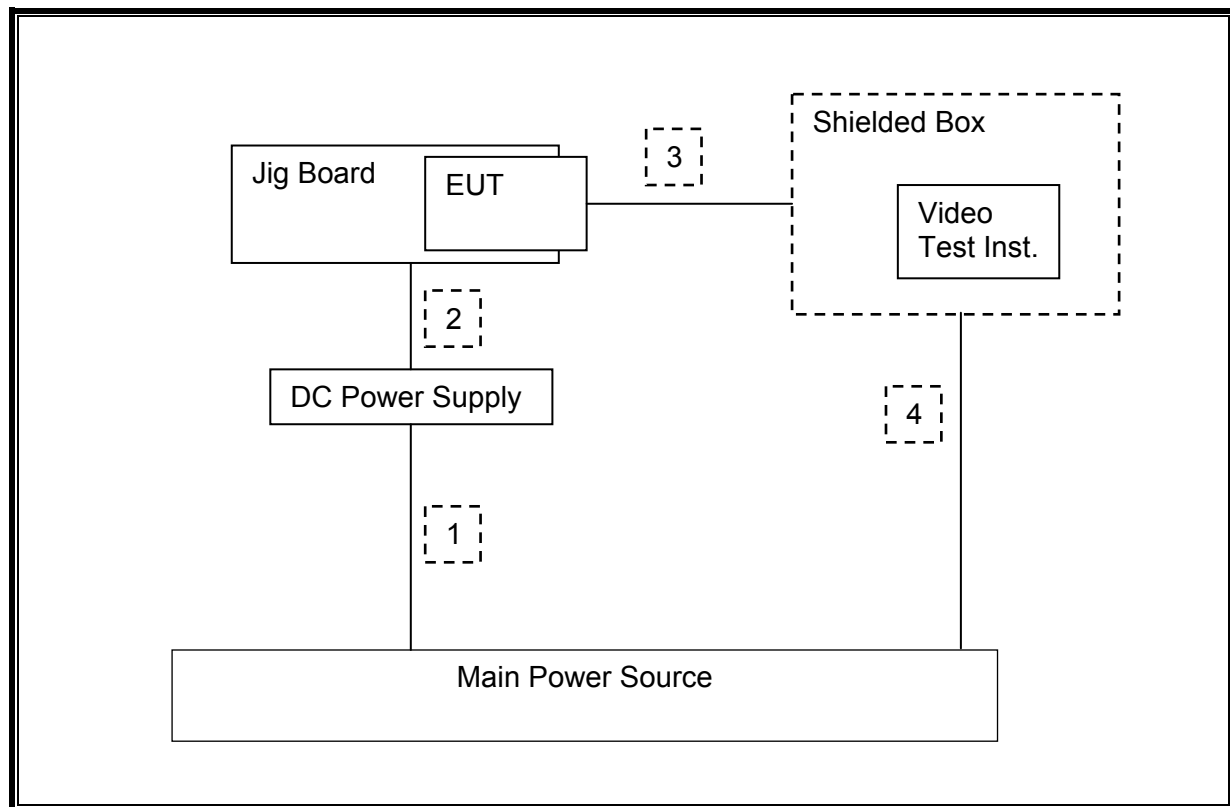 Shielded Box
3
Jig Board
EUT
Video
Test Inst.
2
DC Power Supply
4
1
Main Power Source